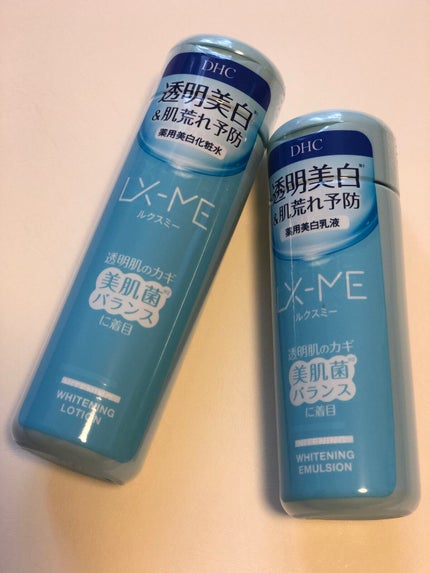 DHC
透明美白
&肌荒れ予防
薬用美白化粧水
LX-ME
ルクスミー
透明肌のカギ
美肌菌
バランス
に着目
WHITENING
LOTION
DHC
透明美白
&肌荒れ予防
薬用美白乳液
LX-ME
ルクスミー
透明肌のカギ
美肌菌
バランス
に着目
WHITENING
EMULSION